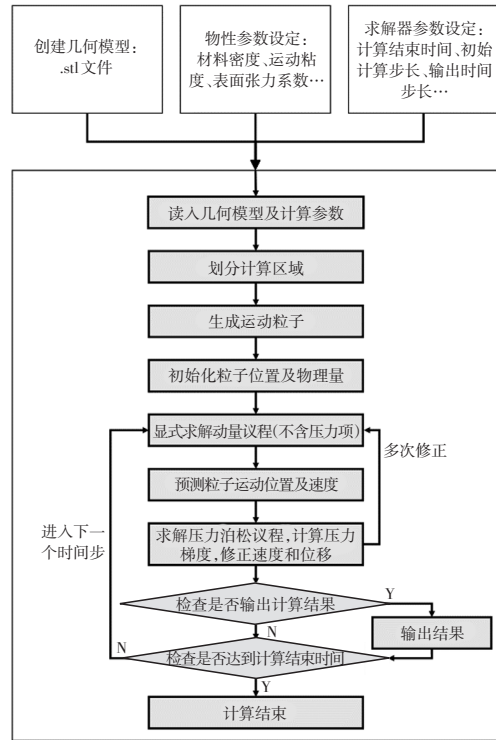 创建几何模型：
.stl文件
物性参数设定：
材料密度、运动粘
度、表面张力系数…
求解器参数设定：
计算结束时间、初始
计算步长、输出时间
步长…
读入几何模型及计算参数
划分计算区域
生成运动粒子
初始化粒子位置及物理量
显式求解动量议程(不含压力项)
多次修正
预测粒子运动位置及速度
进入下一
个时间步
求解压力泊松议程，计算压力
梯度，修正速度和位移
检查是否输出计算结果
Y
N
输出结果
检查是否达到计算结束时间
N
Y
计算结束